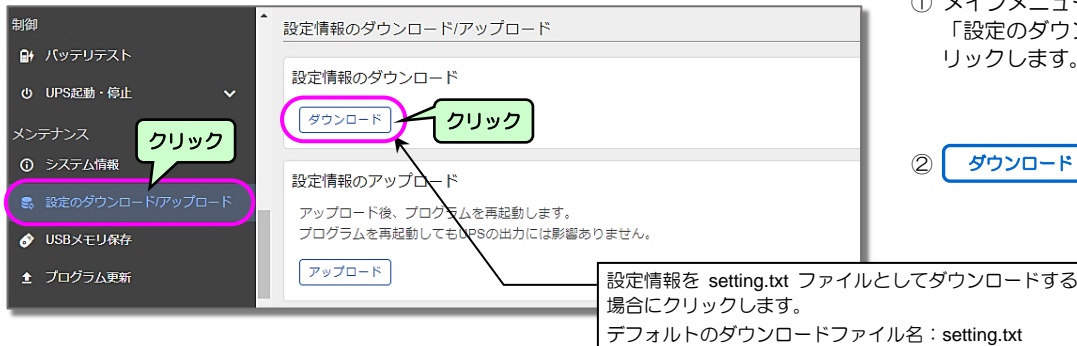 制御
バッテリテスト
UPS起動・停止
メンテナンス
システム情報
設定のダウンロード/アップロード
USBメモリ保存
プログラム更新
クリック
設定情報のダウンロード/アップロード
設定情報のダウンロード
ダウンロード
クリック
設定情報のアップロード
アップロード後、プログラムを再起動します。
プログラムを再起動してもUPSの出力には影響ありません。
アップロード
設定情報を setting.txt ファイルとしてダウンロードする
場合にクリックします。
デフォルトのダウンロードファイル名：setting.txt
① メインメニュー
「設定のダウン
リックします。
② ダウンロード